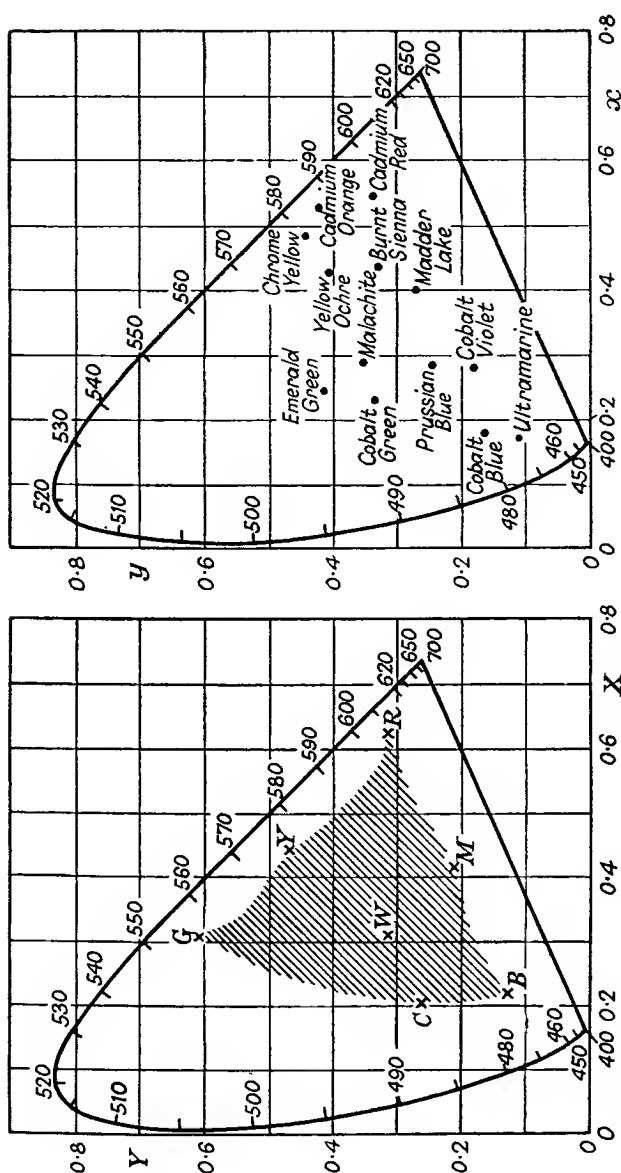 Y
0·8
0·6
0·4
0·2
0
0
0·2
0·4
0·6
0·8
X
520
530
540
550
560
570
580
590
600
620
650
700
510
500
490
480
460
450
400
G
Y
R
W
M
C
B
y
0·8
0·6
0·4
0·2
0
0
0·2
0·4
0·6
0·8
x
520
530
540
550
560
570
580
590
600
620
650
700
510
500
490
480
460
450
400
Chrome
Yellow
Cadmium
Orange
Yellow
Ochre
Emerald
Green
Malachite
Burnt
Sienna
Cadmium
Red
Cobalt
Green
Madder
Lake
Prussian
Blue
Cobalt
Violet
Cobalt
Blue
Ultramarine